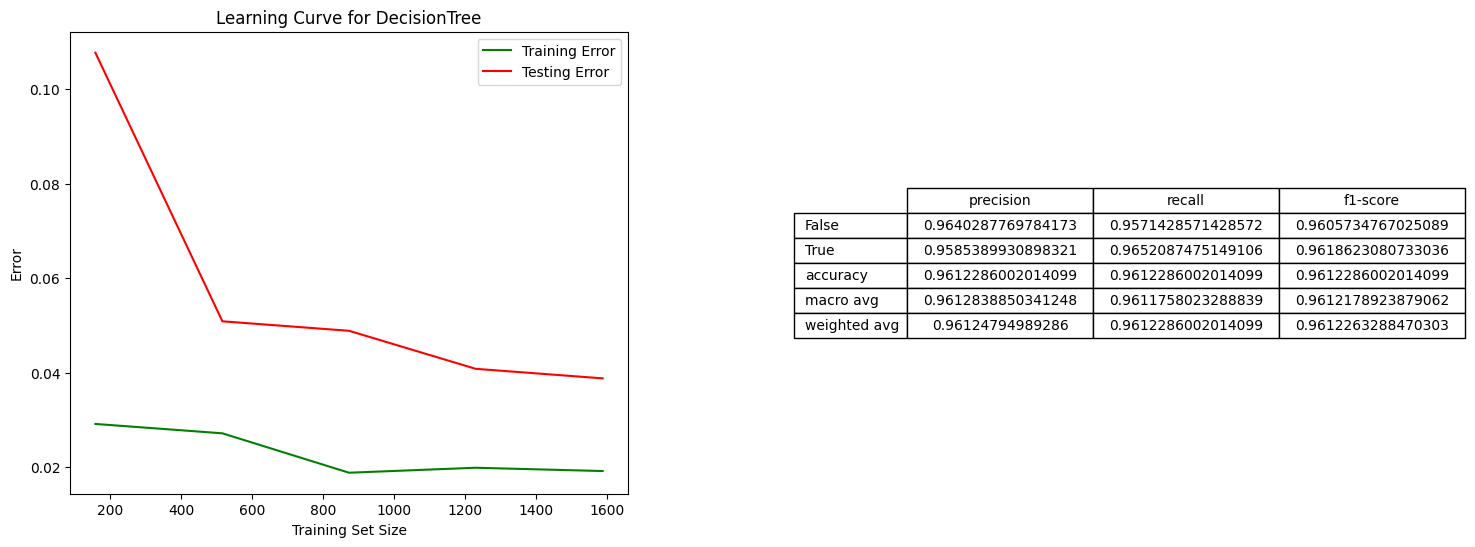 Learning Curve for DecisionTree
Training Error
Testing Error
0.10
0.08
0.06
0.04
0.02
Error
200 400 600 800 1000 1200 1400 1600
Training Set Size
precision recall f1-score
False 0.9640287769784173 0.9571428571428572 0.9605734767025089
True 0.9585389930898321 0.9652087475149106 0.9618623080733036
accuracy 0.9612286002014099 0.9612286002014099 0.9612286002014099
macro avg 0.9612838850341248 0.9611758023288839 0.9612178923879062
weighted avg 0.96124794989286 0.9612286002014099 0.9612263288470303